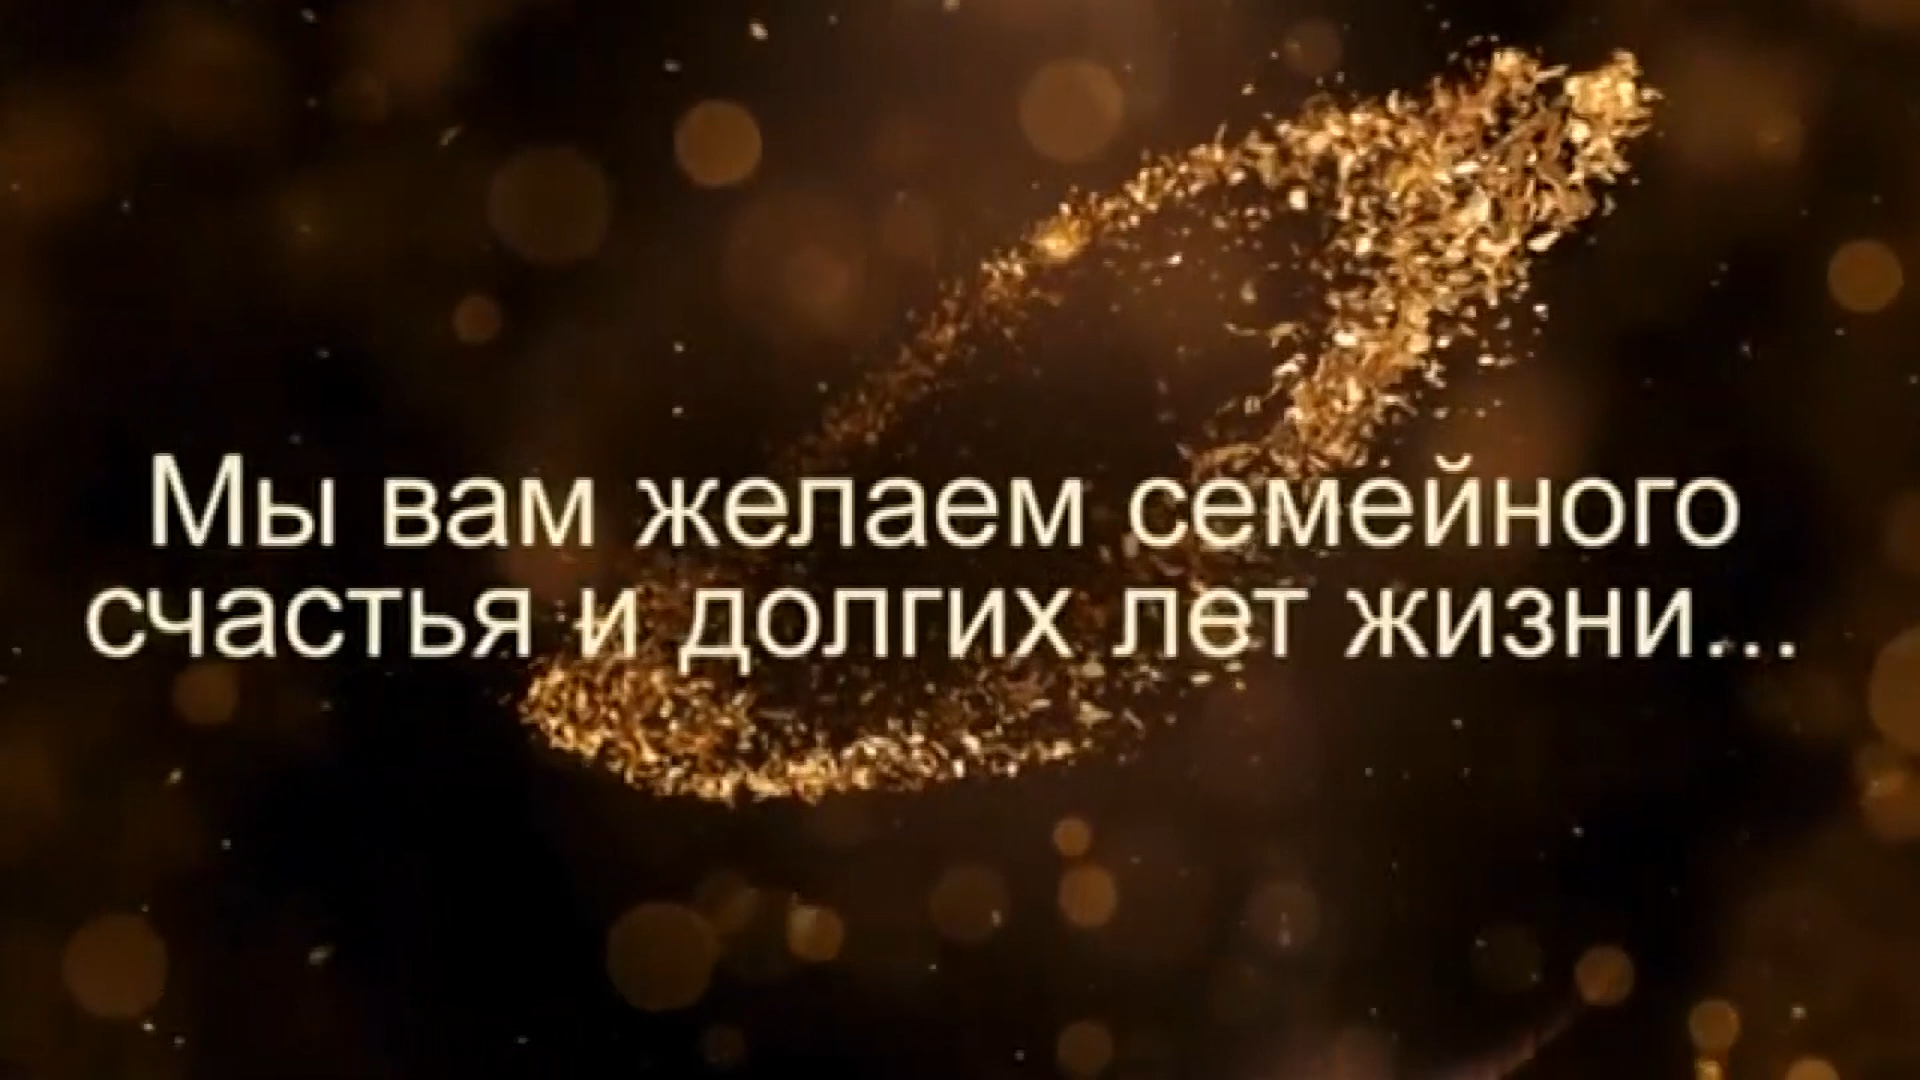 Мы вам желаем семейного
счастья и долгих лет жизни...